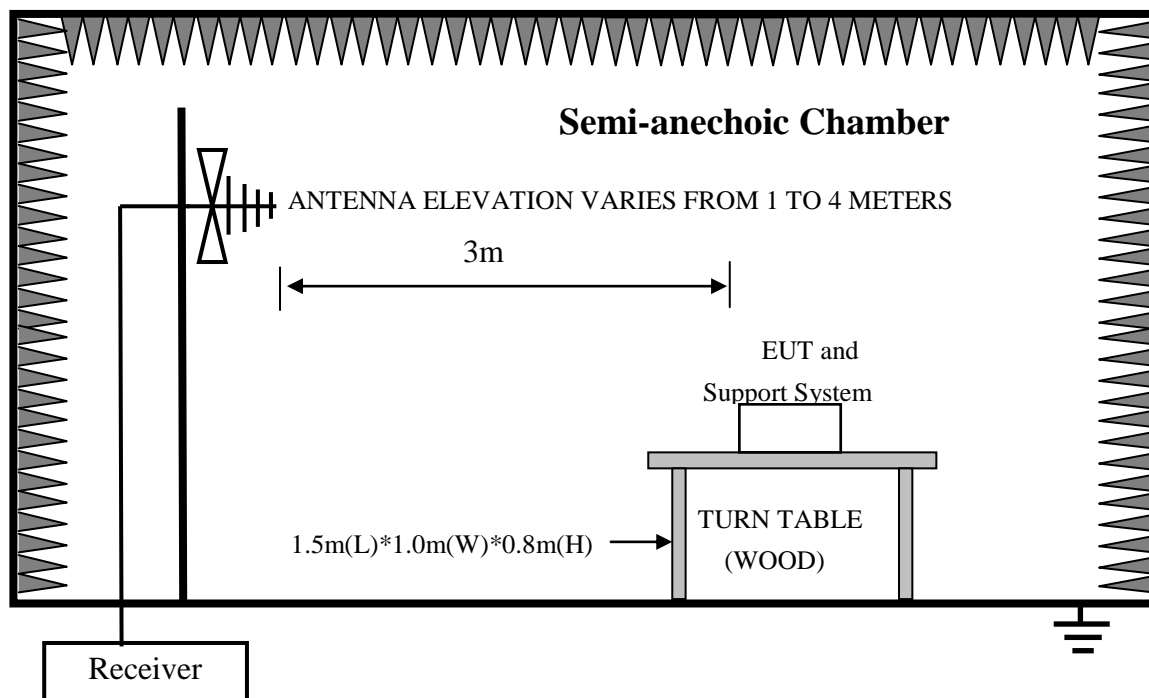 Semi-anechoic Chamber
ANTENNA ELEVATION VARIES FROM 1 TO 4 METERS
3m
EUT and
Support System
TURN TABLE
1.5m(L)*1.0m(W)*0.8m(H)
(WOOD)
Receiver